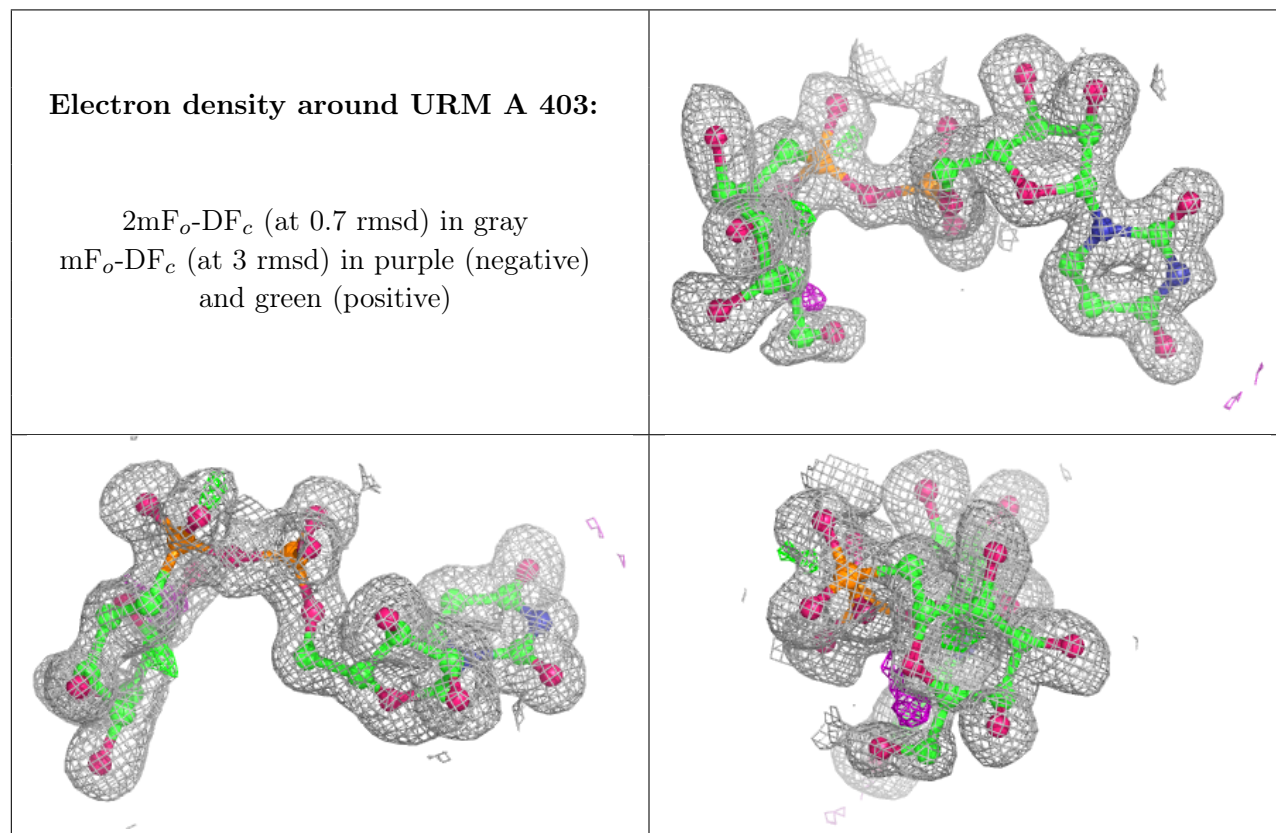 Electron density around URM A 403:
2mFo-DFc (at 0.7 rmsd) in gray
mFo-DFc (at 3 rmsd) in purple (negative)
and green (positive)